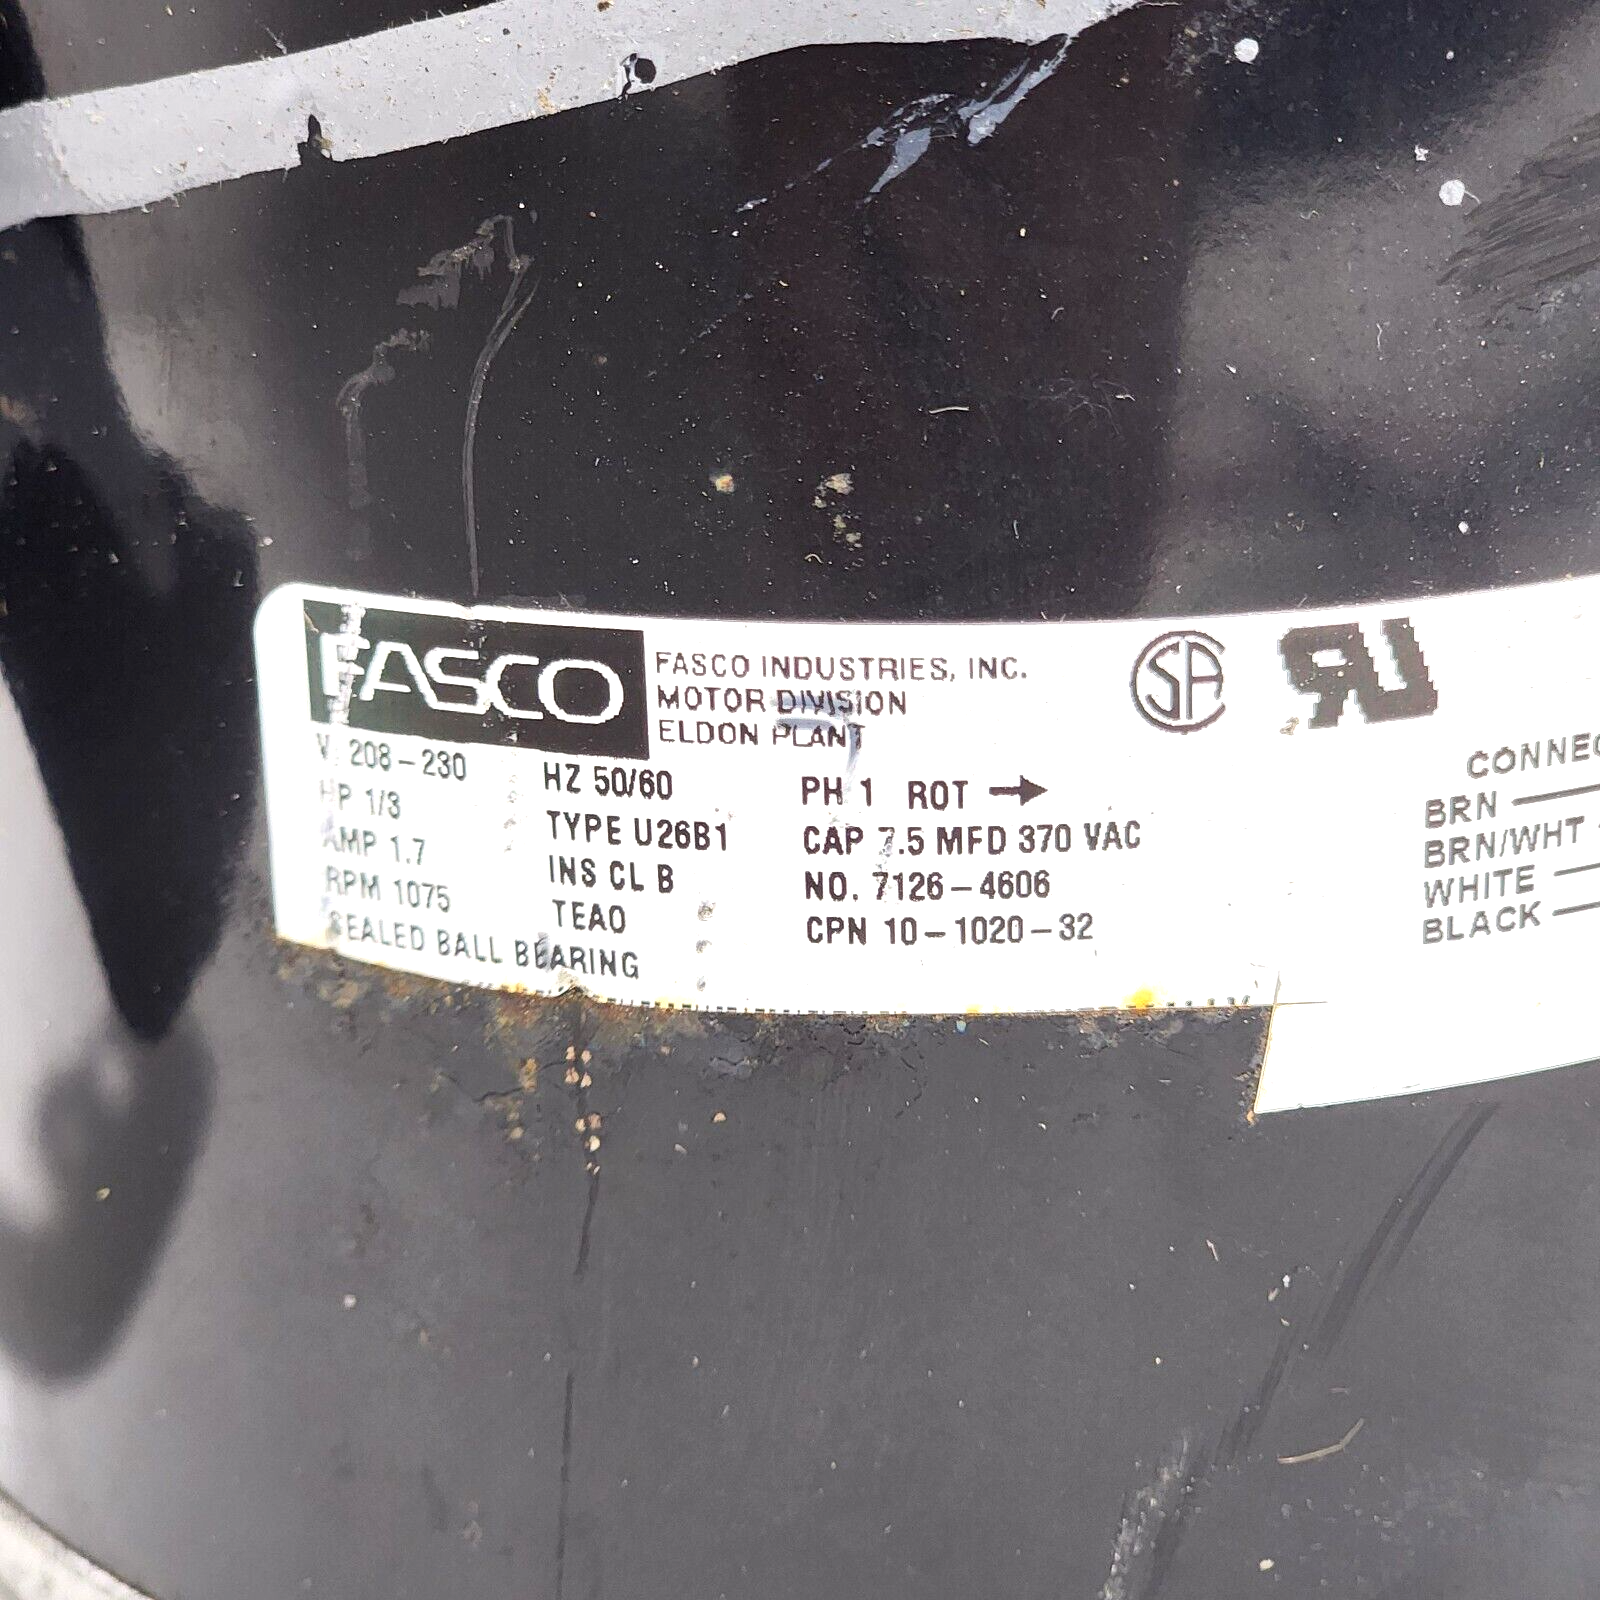 FASCO
FASCO INDUSTRIES, INC.
MOTOR DIVISION
ELDON PLANT
V. 208-230 HZ 50/60 PH 1 ROT →
HP 1/3 TYPE U26B1 CAP 7.5 MFD 370 VAC
AMP 1.7 INS CL B NO. 7126-4606
RPM 1075 TEAO CPN 10-1020-32
SEALED BALL BEARING
SA
RU
BRN
BRN/WHT
WHITE
BLACK